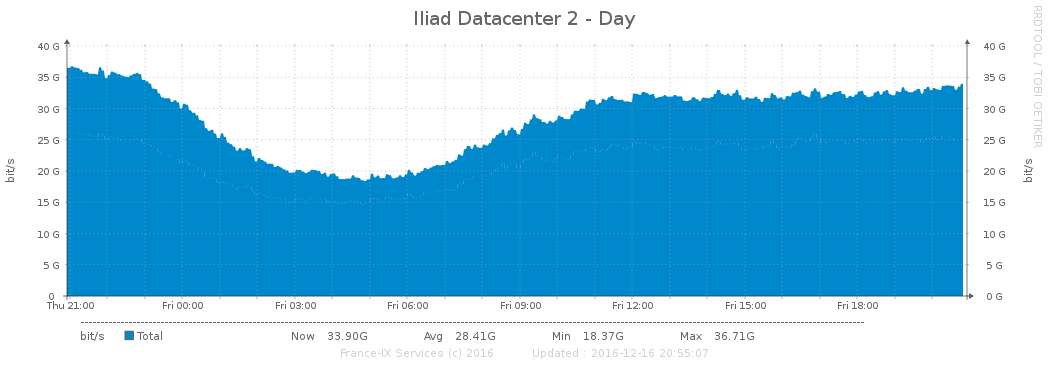 Iliad Datacenter 2 - Day
RRDTOOL / TOBI OETIKER
bit/s
40 G 40 G
35 G 35 G
30 G 30 G
25 G 25 G
20 G 20 G
15 G 15 G
10 G 10 G
5 G 5 G
0 0 G
bit/s
Thu 21:00 Fri 00:00 Fri 03:00 Fri 06:00 Fri 09:00 Fri 12:00 Fri 15:00 Fri 18:00
bit/s Total Now 33.90G Avg 28.41G Min 18.37G Max 36.71G
France-IX Services (c) 2016 Updated : 2016-12-16 20:55:07